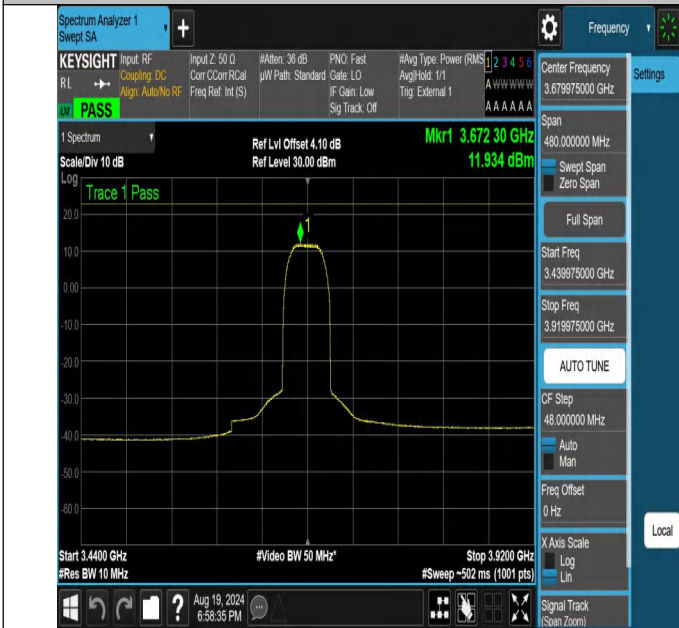 Spectrum Analyzer 1
Swept SA
+
Frequency
KEYSIGHT
RL
PASS
Input: RF
Coupling: DC
Align: Auto/No RF
Input Z: 50 Ω
Corr CCorr RCal
Freq Ref: Int (S)
#Atten: 36 dB
µW Path: Standard
PNO: Fast
Gate: LO
IF Gain: Low
Sig Track: Off
#Avg Type: Power (RMS
Avg|Hold: 1/1
Trig: External 1
1 2 3 4 5 6
A W W W W W
A A A A A A
1 Spectrum
Scale/Div 10 dB
Ref Lvl Offset 4.10 dB
Ref Level 30.00 dBm
Mkr1 3.672 30 GHz
11.934 dBm
Log
Trace 1 Pass
1
20.0
10.0
0.00
-10.0
-20.0
-30.0
-40.0
-50.0
-60.0
Start 3.4400 GHz
#Res BW 10 MHz
#Video BW 50 MHz*
Stop 3.9200 GHz
#Sweep ~502 ms (1001 pts)
?
Aug 19, 2024
6:58:35 PM
Center Frequency
3.679975000 GHz
Span
480.000000 MHz
Swept Span
Zero Span
Full Span
Start Freq
3.439975000 GHz
Stop Freq
3.919975000 GHz
AUTO TUNE
CF Step
48.000000 MHz
Auto
Man
Freq Offset
0 Hz
X Axis Scale
Log
Lin
Signal Track
(Span Zoom)
Settings
Local